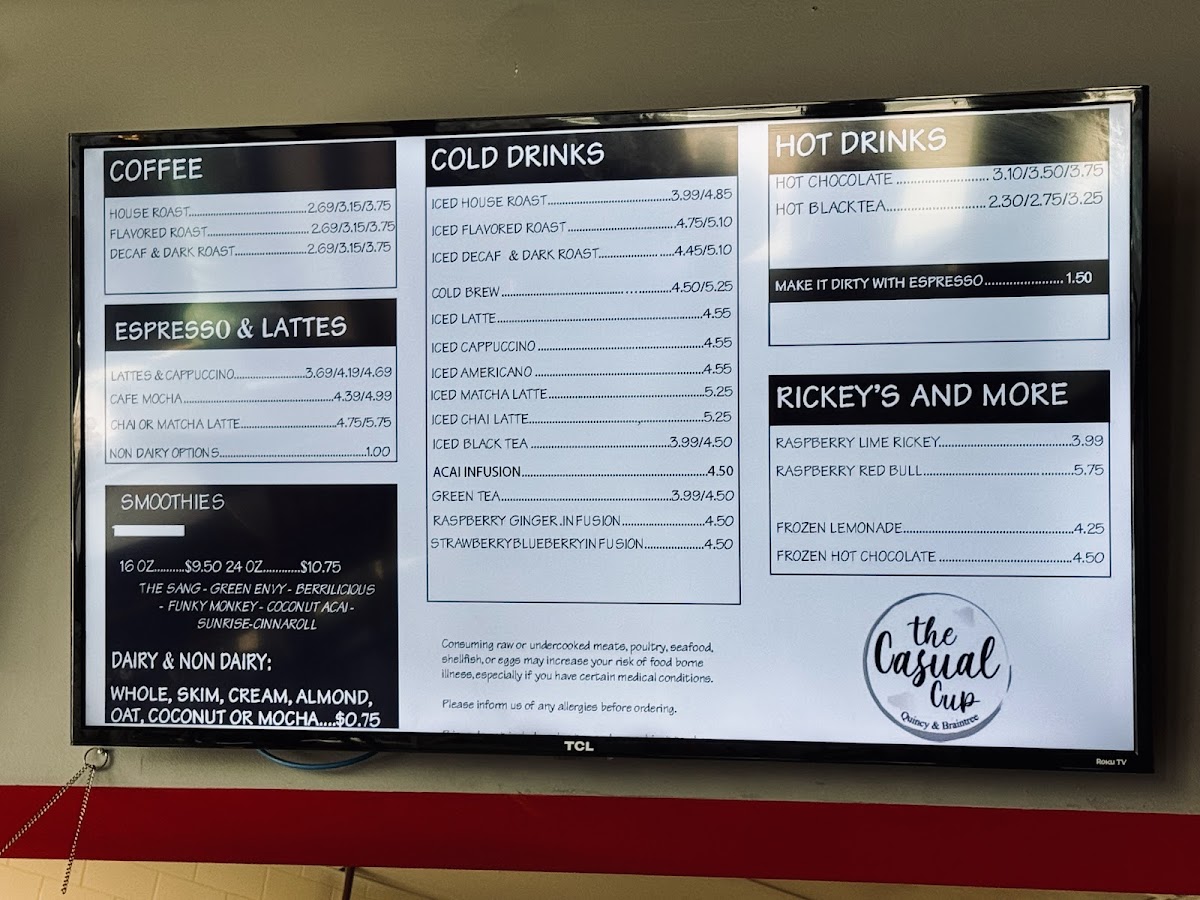 COFFEE
HOUSE ROAST..............................2.69/3.15/3.75
FLAVORED ROAST..........................2.69/3.15/3.75
DECAF & DARK ROAST..................2.69/3.15/3.75
ESPRESSO & LATTES
LATTES & CAPPUCCINO..................3.69/4.19/4.69
CAFE MOCHA......................................4.39/4.99
CHAI OR MATCHA LATTE........................4.75/5.75
NON DAIRY OPTIONS.....................................1.00
SMOOTHIES
16 OZ..........$9.50 24 OZ............$10.75
THE SANG - GREEN ENVY - BERRILICIOUS
- FUNKY MONKEY - COCONUT ACAI -
SUNRISE-CINNAROLL
DAIRY & NON DAIRY:
WHOLE, SKIM, CREAM, ALMOND,
OAT, COCONUT OR MOCHA....$0.75
COLD DRINKS
ICED HOUSE ROAST...............................3.99/4.85
ICED FLAVORED ROAST...........................4.75/5.10
ICED DECAF & DARK ROAST.....................4.45/5.10
COLD BREW..........................................4.50/5.25
ICED LATTE....................................................4.55
ICED CAPPUCCINO..........................................4.55
ICED AMERICANO...........................................4.55
ICED MATCHA LATTE.......................................5.25
ICED CHAI LATTE............................................5.25
ICED BLACK TEA...................................3.99/4.50
ACAI INFUSION...............................................4.50
GREEN TEA...........................................3.99/4.50
RASPBERRY GINGER.INFUSION...........................4.50
STRAWBERRYBLUEBERRYINFUSION....................4.50
Consuming raw or undercooked meats, poultry, seafood,
shellfish, or eggs may increase your risk of food borne
illness, especially if you have certain medical conditions.
Please inform us of any allergies before ordering.
HOT DRINKS
HOT CHOCOLATE.......................3.10/3.50/3.75
HOT BLACKTEA.........................2.30/2.75/3.25
MAKE IT DIRTY WITH ESPRESSO.......................1.50
RICKEY'S AND MORE
RASPBERRY LIME RICKEY.................................3.99
RASPBERRY RED BULL.....................................5.75
FROZEN LEMONADE.........................................4.25
FROZEN HOT CHOCOLATE..................................4.50
the
Casual
Cup
Quincy & Braintree
TCL
Roku TV